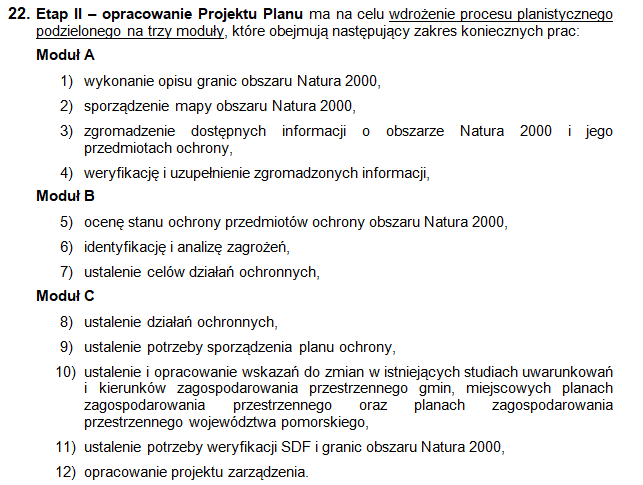 22. Etap II – opracowanie Projektu Planu ma na celu wdrożenie procesu planistycznego
podzielonego na trzy moduły, które obejmują następujący zakres koniecznych prac:
Moduł A
1) wykonanie opisu granic obszaru Natura 2000,
2) sporządzenie mapy obszaru Natura 2000,
3) zgromadzenie dostępnych informacji o obszarze Natura 2000 i jego
przedmiotach ochrony,
4) weryfikację i uzupełnienie zgromadzonych informacji,
Moduł B
5) ocenę stanu ochrony przedmiotów ochrony obszaru Natura 2000,
6) identyfikację i analizę zagrożeń,
7) ustalenie celów działań ochronnych,
Moduł C
8) ustalenie działań ochronnych,
9) ustalenie potrzeby sporządzenia planu ochrony,
10) ustalenie i opracowanie wskazań do zmian w istniejących studiach uwarunkowań
i kierunków zagospodarowania przestrzennego gmin, miejscowych planach
zagospodarowania przestrzennego oraz planach zagospodarowania
przestrzennego województwa pomorskiego,
11) ustalenie potrzeby weryfikacji SDF i granic obszaru Natura 2000,
12) opracowanie projektu zarządzenia.